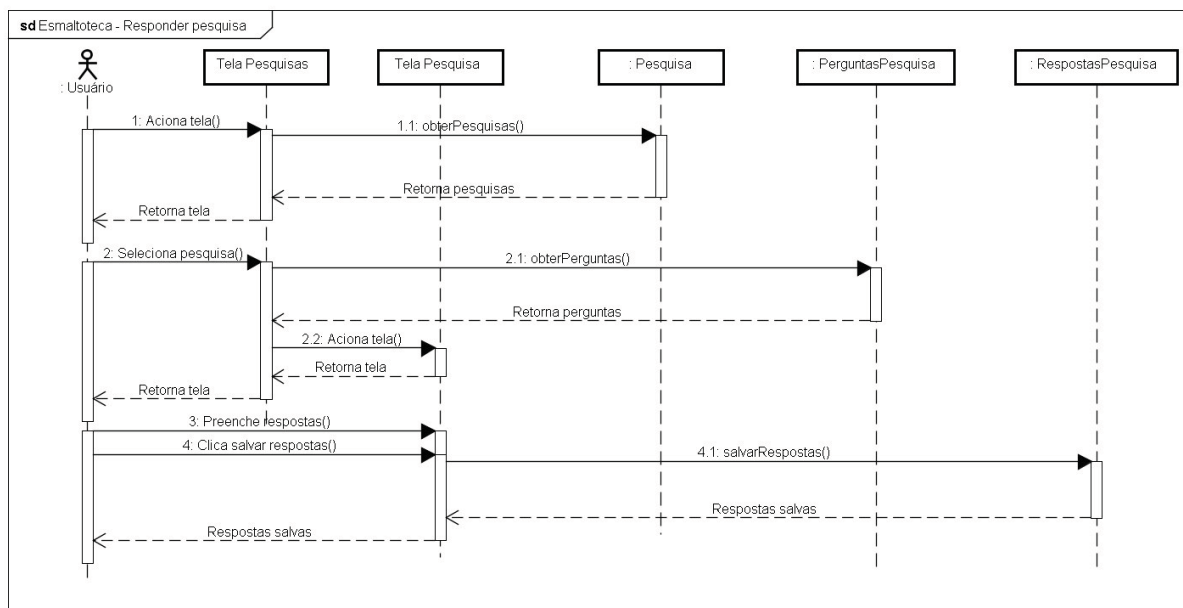 sd Esmaltoteca - Responder pesquisa
: Usuário
Tela Pesquisas
Tela Pesquisa
: Pesquisa
: PerguntasPesquisa
: RespostasPesquisa
1: Aciona tela()
1.1: obterPesquisas()
Retorna pesquisas
Retorna tela
2: Seleciona pesquisa()
2.1: obterPerguntas()
Retorna perguntas
2.2: Aciona tela()
Retorna tela
Retorna tela
3: Preenche respostas()
4: Clica salvar respostas()
4.1: salvarRespostas()
Respostas salvas
Respostas salvas